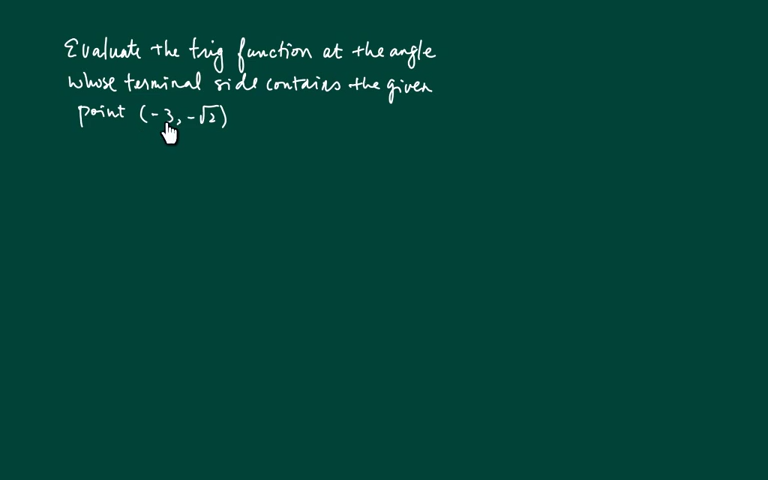 Evaluate the trig function at the angle
whose terminal side contains the given
point (-3, -√2)